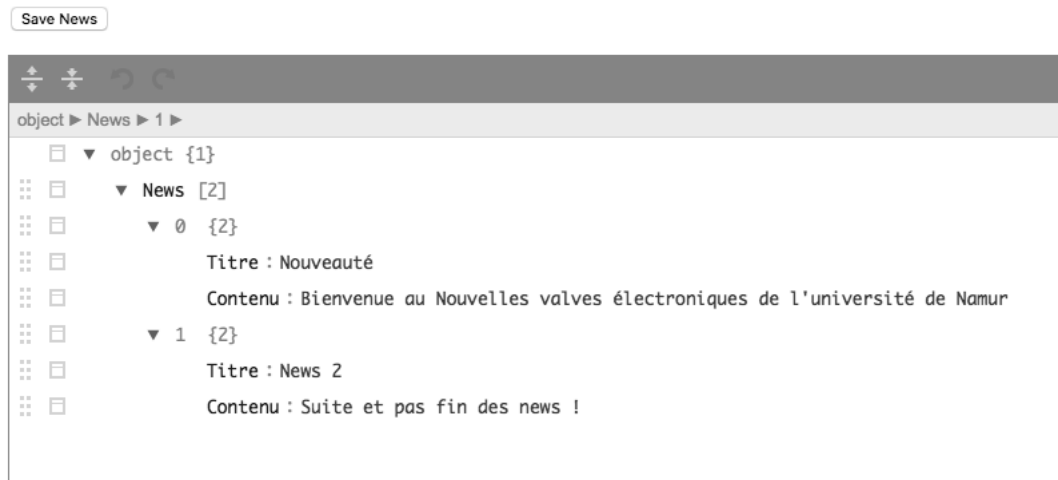 Save News
object ► News ► 1 ►
▼ object {1}
▼ News [2]
▼ 0 {2}
Titre : Nouveauté
Contenu : Bienvenue au Nouvelles valves électroniques de l'université de Namur
▼ 1 {2}
Titre : News 2
Contenu : Suite et pas fin des news !